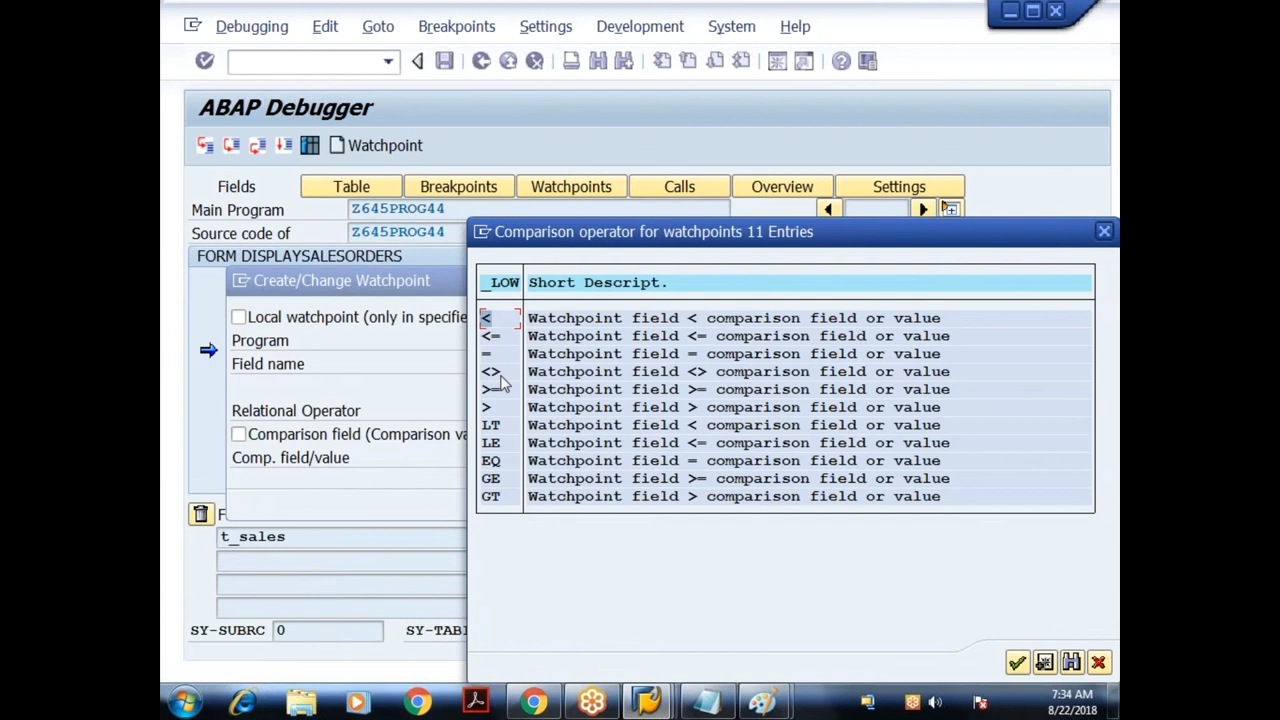 Debugging Edit Goto Breakpoints Settings Development System Help
ABAP Debugger
Watchpoint
Fields Table Breakpoints Watchpoints Calls Overview Settings
Main Program Z645PROG44
Source code of Z645PROG44
FORM DISPLAYSALESORDERS
Create/Change Watchpoint
Local watchpoint (only in specifie
Program
Field name
Relational Operator
Comparison field (Comparison va
Comp. field/value
F
t_sales
SY-SUBRC 0 SY-TABI
Comparison operator for watchpoints 11 Entries
_LOW Short Descript.
< Watchpoint field < comparison field or value
<= Watchpoint field <= comparison field or value
= Watchpoint field = comparison field or value
<> Watchpoint field <> comparison field or value
>= Watchpoint field >= comparison field or value
> Watchpoint field > comparison field or value
LT Watchpoint field < comparison field or value
LE Watchpoint field <= comparison field or value
EQ Watchpoint field = comparison field or value
GE Watchpoint field >= comparison field or value
GT Watchpoint field > comparison field or value
7:34 AM
8/22/2018